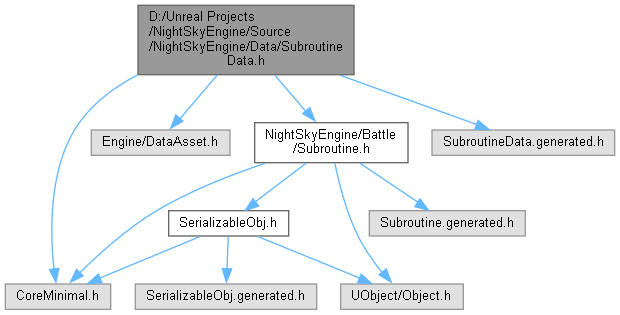 D:/Unreal Projects
/NightSkyEngine/Source
/NightSkyEngine/Data/Subroutine
Data.h
Engine/DataAsset.h
NightSkyEngine/Battle
/Subroutine.h
SubroutineData.generated.h
SerializableObj.h
Subroutine.generated.h
CoreMinimal.h
SerializableObj.generated.h
UObject/Object.h